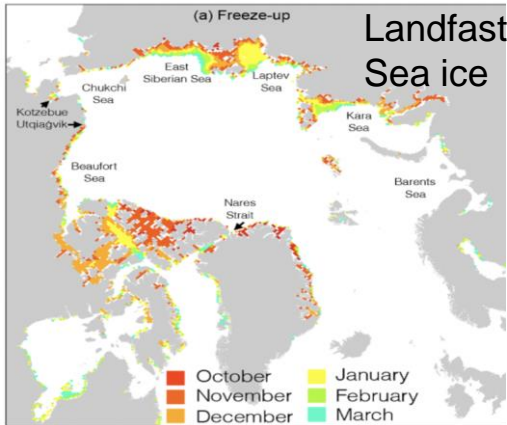 (a) Freeze-up
Landfast
Sea ice
East
Siberian Sea
Laptev
Sea
Chukchi
Sea
Kotzebue
Utqiaġvik
Kara
Sea
Beaufort
Sea
Nares
Strait
Barents
Sea
October
November
December
January
February
March